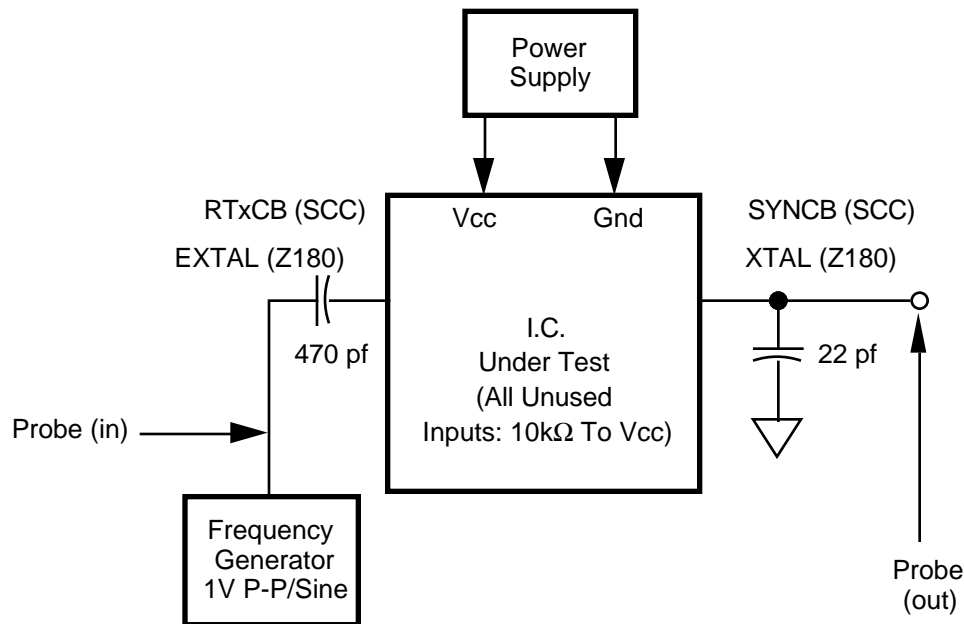 Power
Supply
RTxCB (SCC)
Vcc
Gnd
SYNCB (SCC)
EXTAL (Z180)
XTAL (Z180)
470 pf
I.C.
Under Test
(All Unused
Inputs: 10kΩ To Vcc)
22 pf
Probe (in)
Frequency
Generator
1V P-P/Sine
Probe
(out)